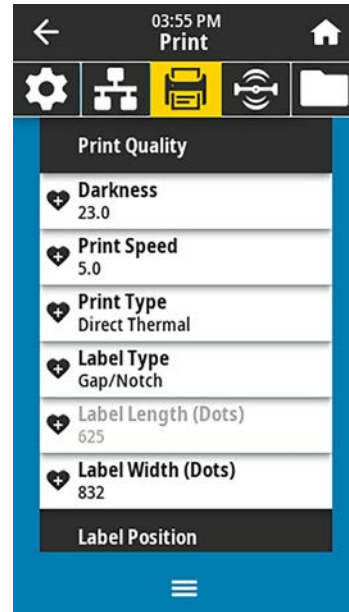 03:55 PM
Print
Print Quality
Darkness
23.0
Print Speed
5.0
Print Type
Direct Thermal
Label Type
Gap/Notch
Label Length (Dots)
625
Label Width (Dots)
832
Label Position